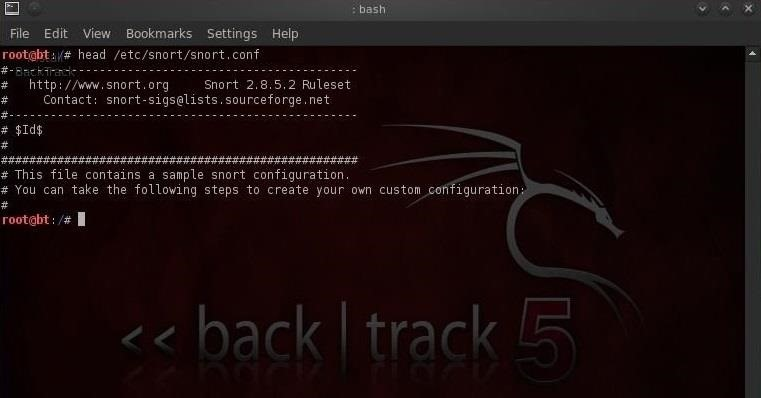 : bash
File Edit View Bookmarks Settings Help
root@bt:/# head /etc/snort/snort.conf
BackTrack
#--------------------------------------------------
#   http://www.snort.org     Snort 2.8.5.2 Ruleset
#     Contact: snort-sigs@lists.sourceforge.net
#--------------------------------------------------
# $Id$
#
###################################################
# This file contains a sample snort configuration.
# You can take the following steps to create your own custom configuration:
#
root@bt:/#
<< back | track 5